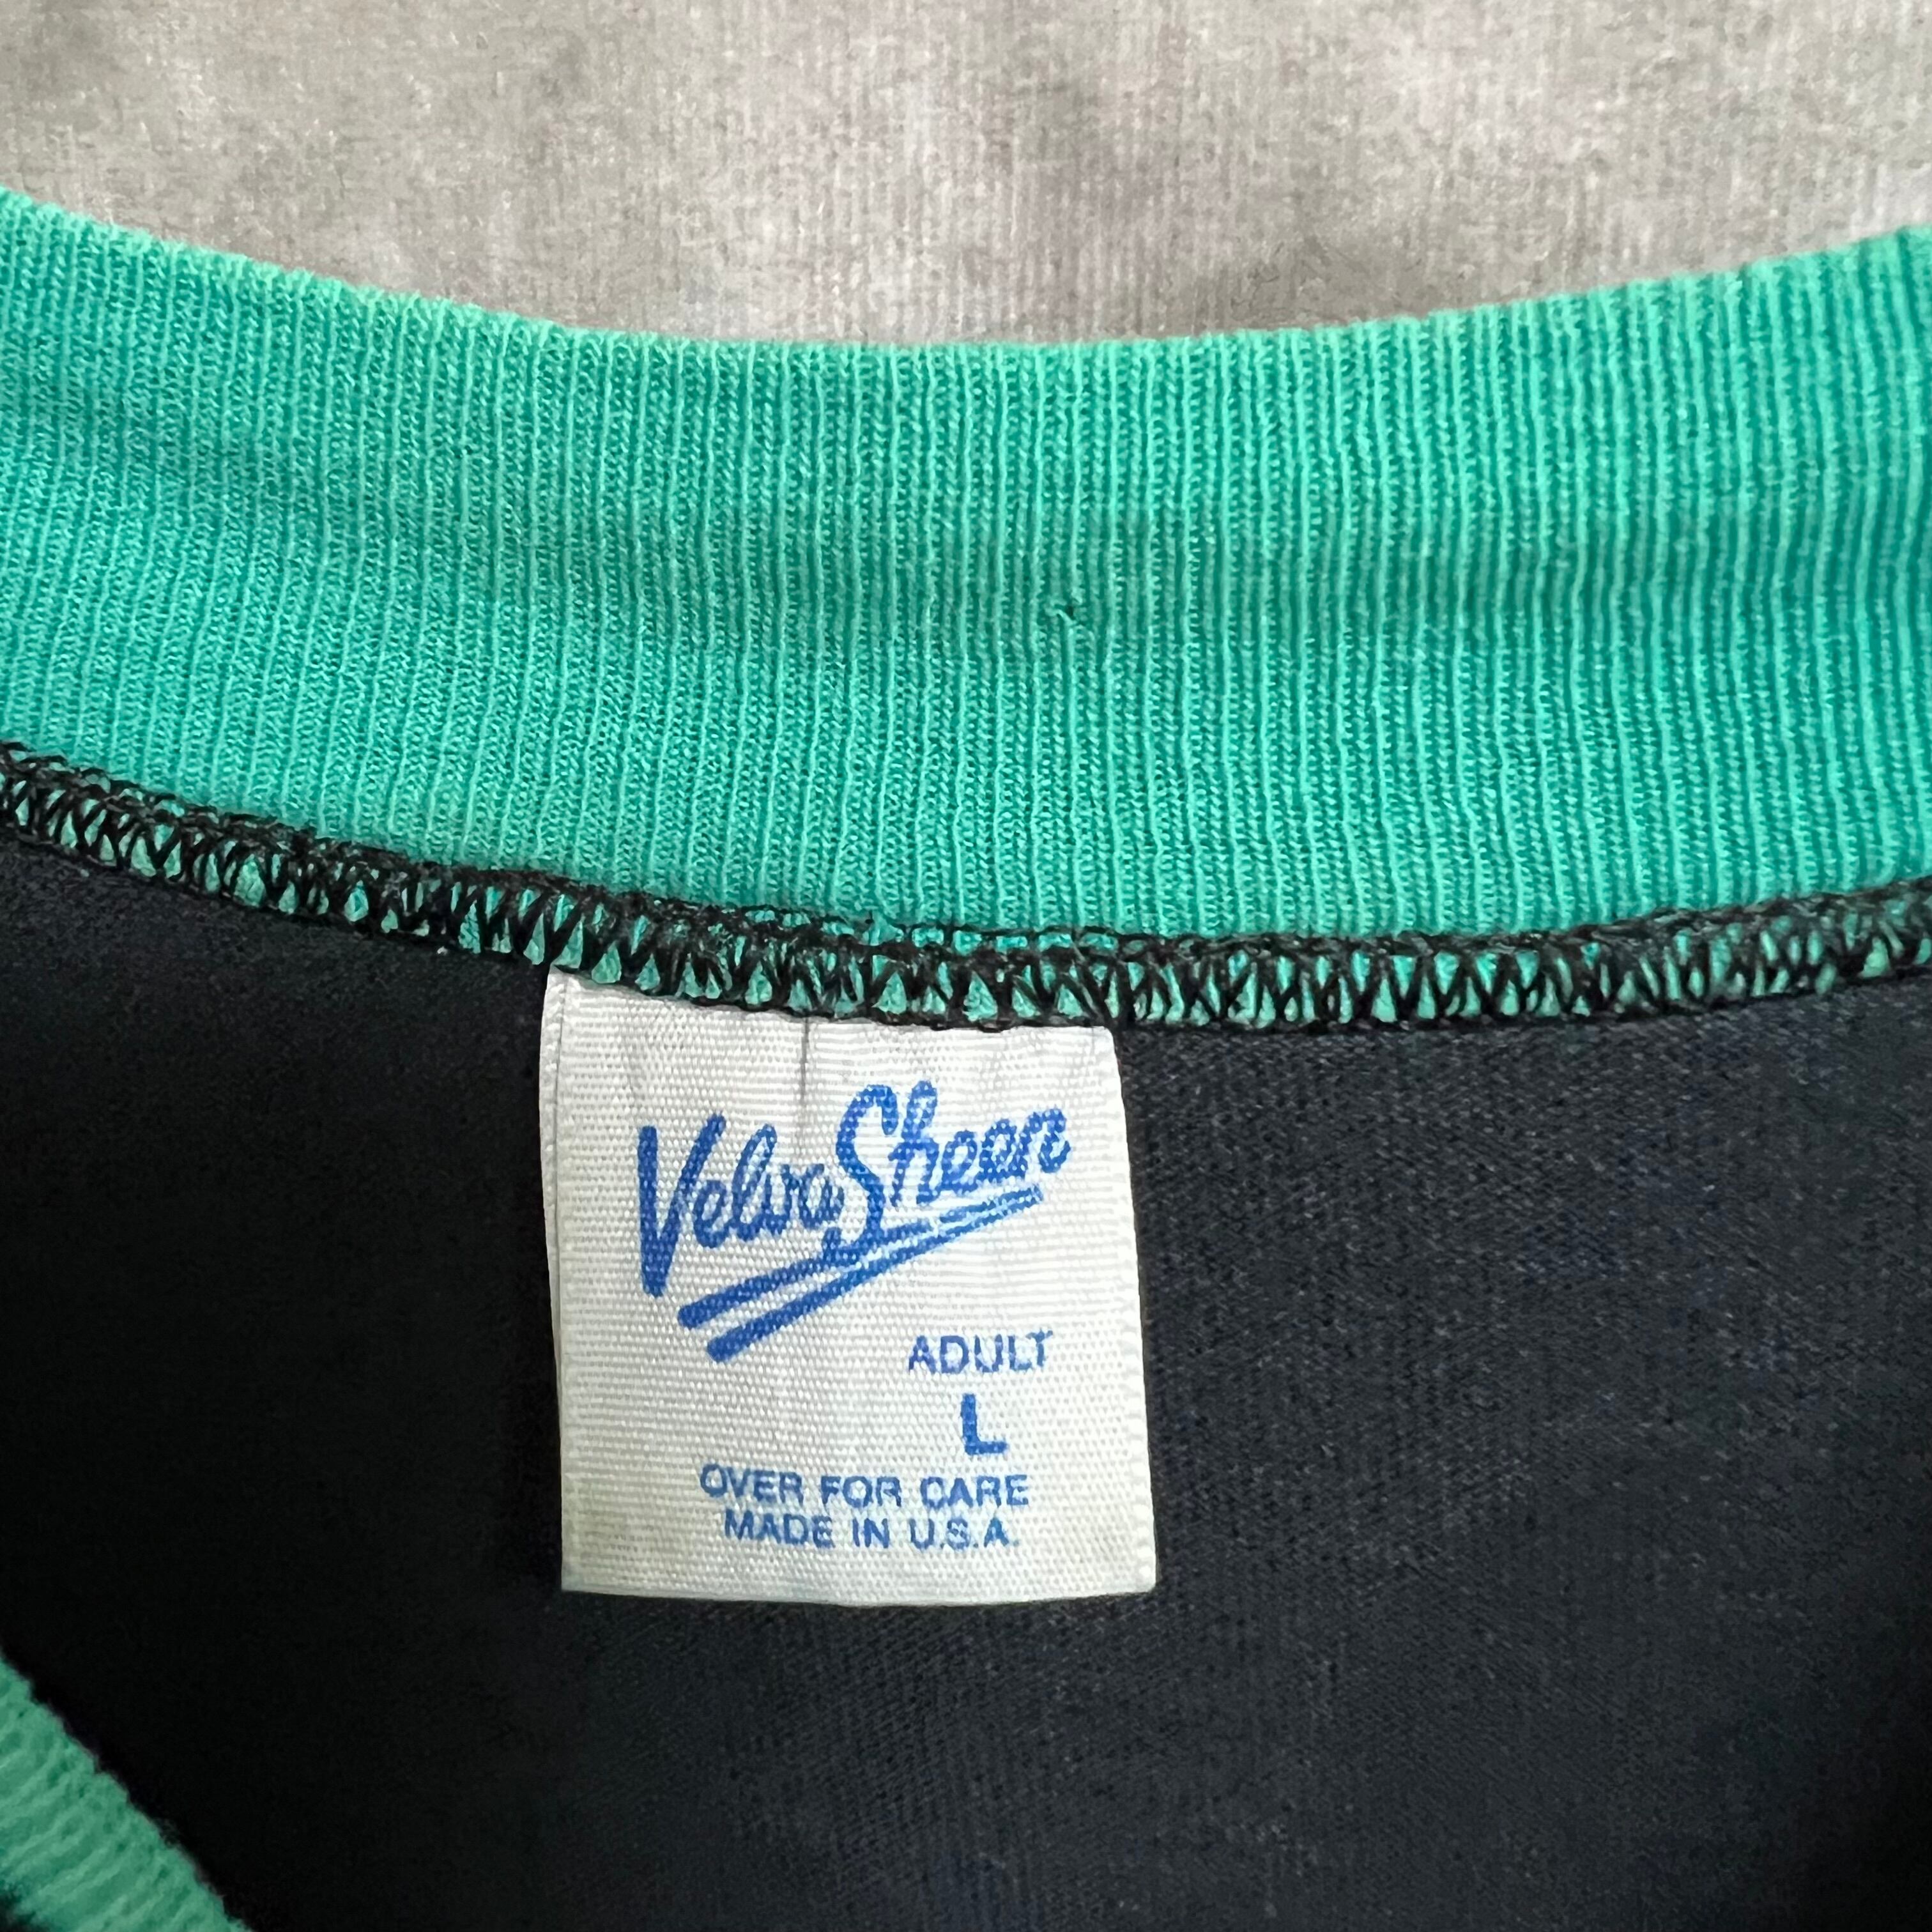 Velva Sheen
ADULT
L
OVER FOR CARE
MADE IN U.S.A.